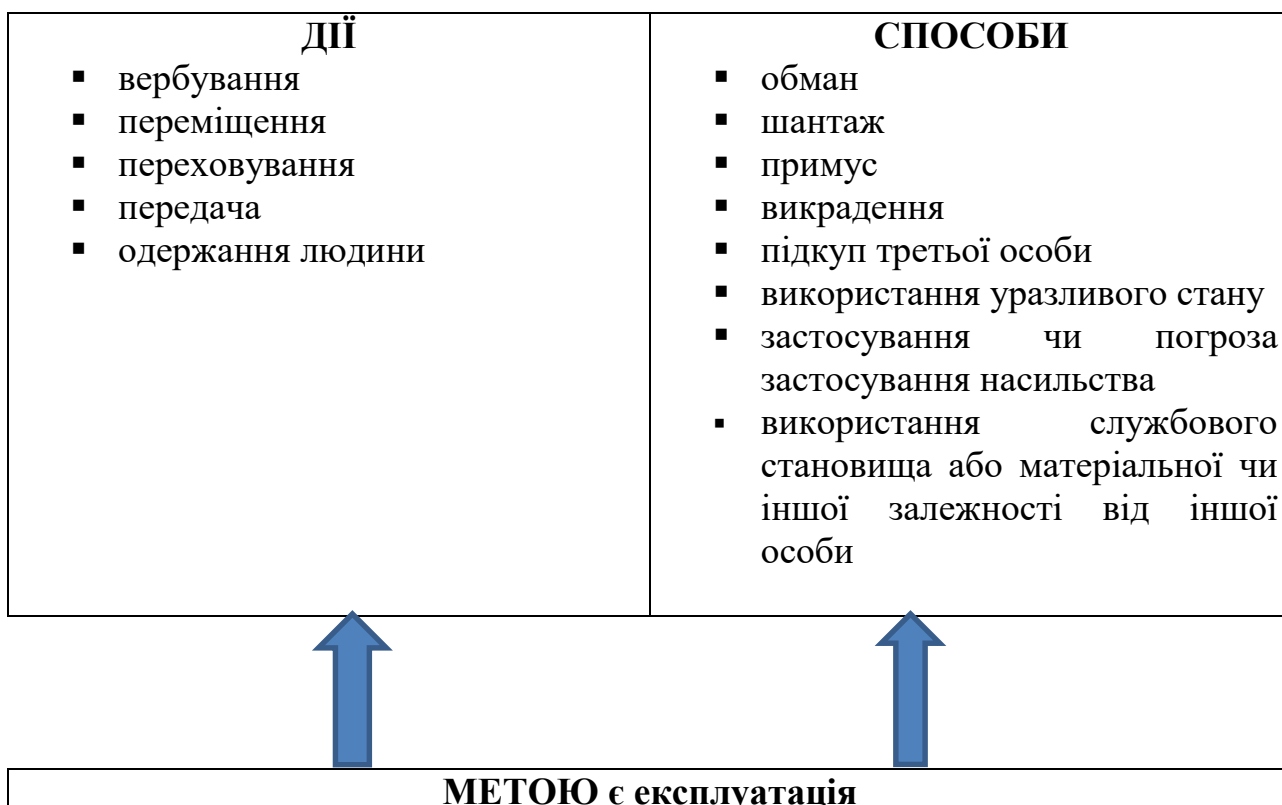 ДІЇ
▪ вербування
▪ переміщення
▪ переховування
▪ передача
▪ одержання людини
СПОСОБИ
▪ обман
▪ шантаж
▪ примус
▪ викрадення
▪ підкуп третьої особи
▪ використання уразливого стану
▪ застосування чи погроза
застосування насильства
▪ використання службового
становища або матеріальної чи
іншої залежності від іншої
особи
МЕТОЮ є експлуатація